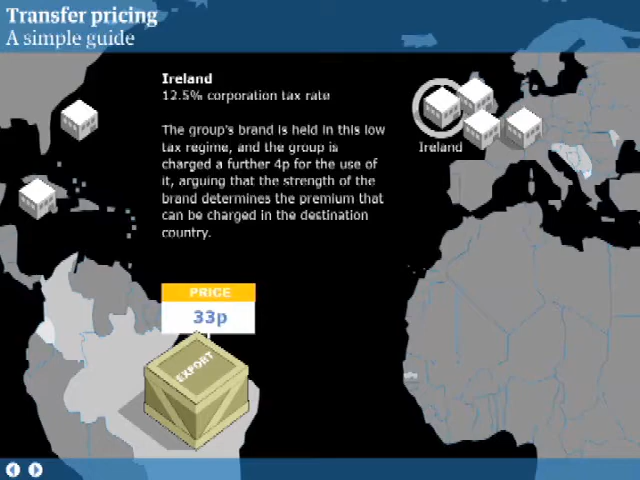 Transfer pricing
A simple guide
Ireland
12.5% corporation tax rate
The group's brand is held in this low
tax regime, and the group is
charged a further 4p for the use of
it, arguing that the strength of the
brand determines the premium that
can be charged in the destination
country.
Ireland
PRICE
33p
EXPORT